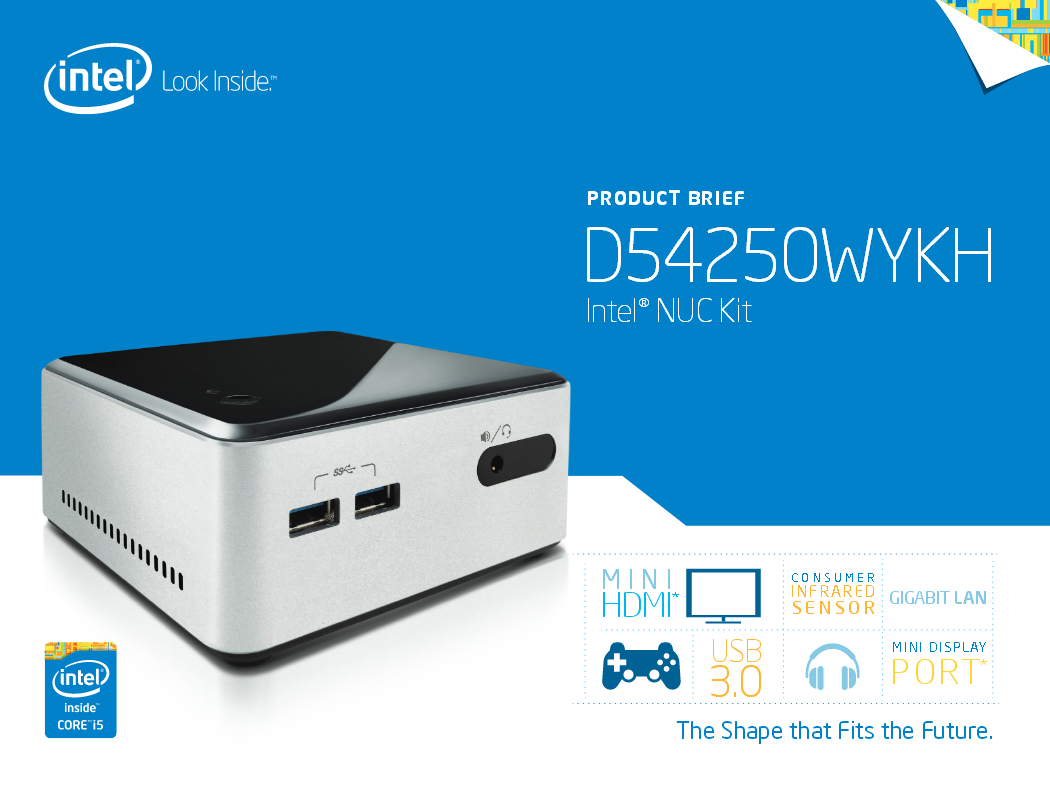 intel® Look Inside.™
PRODUCT BRIEF
D54250WYKH
Intel® NUC Kit
SS
MINI
HDMI*
CONSUMER
INFRARED
SENSOR
GIGABIT LAN
USB
3.0
MINI DISPLAY
PORT*
intel®
inside™
CORE™ i5
The Shape that Fits the Future.